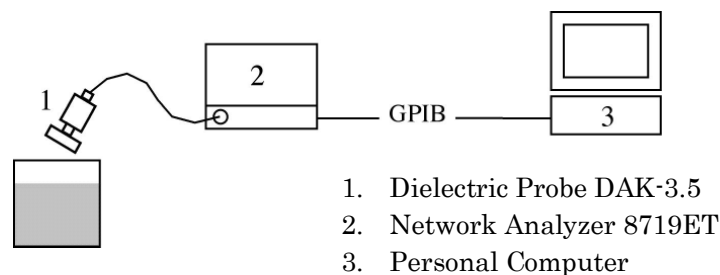 1
2
GPIB
3
1. Dielectric Probe DAK-3.5
2. Network Analyzer 8719ET
3. Personal Computer